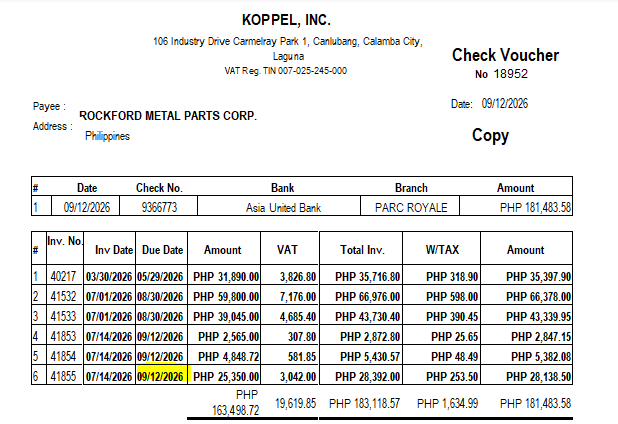 KOPPEL, INC.
106 Industry Drive Carmelray Park 1, Canlubang, Calamba City,
Laguna
VAT Reg. TIN 007-025-245-000
Check Voucher
No 18952
Date: 09/12/2026
Copy
Payee :
ROCKFORD METAL PARTS CORP.
Address :
Philippines
# Date Check No. Bank Branch Amount
1 09/12/2026 9366773 Asia United Bank PARC ROYALE PHP 181,483.58
# Inv. No. Inv Date Due Date Amount VAT Total Inv. W/TAX Amount
1 40217 03/30/2026 05/29/2026 PHP 31,890.00 3,826.80 PHP 35,716.80 PHP 318.90 PHP 35,397.90
2 41532 07/01/2026 08/30/2026 PHP 59,800.00 7,176.00 PHP 66,976.00 PHP 598.00 PHP 66,378.00
3 41533 07/01/2026 08/30/2026 PHP 39,045.00 4,685.40 PHP 43,730.40 PHP 390.45 PHP 43,339.95
4 41853 07/14/2026 09/12/2026 PHP 2,565.00 307.80 PHP 2,872.80 PHP 25.65 PHP 2,847.15
5 41854 07/14/2026 09/12/2026 PHP 4,848.72 581.85 PHP 5,430.57 PHP 48.49 PHP 5,382.08
6 41855 07/14/2026 09/12/2026 PHP 25,350.00 3,042.00 PHP 28,392.00 PHP 253.50 PHP 28,138.50
PHP
163,498.72 19,619.85 PHP 183,118.57 PHP 1,634.99 PHP 181,483.58